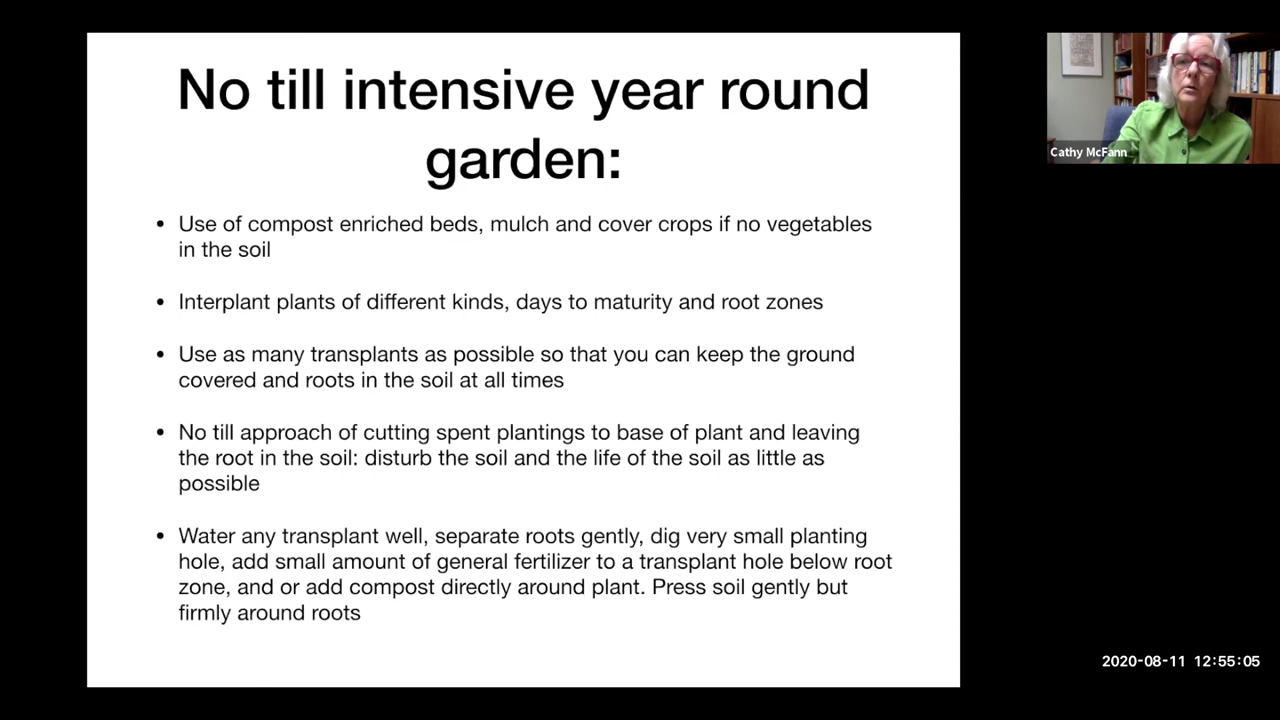 No till intensive year round
garden:
• Use of compost enriched beds, mulch and cover crops if no vegetables
in the soil
• Interplant plants of different kinds, days to maturity and root zones
• Use as many transplants as possible so that you can keep the ground
covered and roots in the soil at all times
• No till approach of cutting spent plantings to base of plant and leaving
the root in the soil: disturb the soil and the life of the soil as little as
possible
• Water any transplant well, separate roots gently, dig very small planting
hole, add small amount of general fertilizer to a transplant hole below root
zone, and or add compost directly around plant. Press soil gently but
firmly around roots
Cathy McFann
2020-08-11 12:55:05